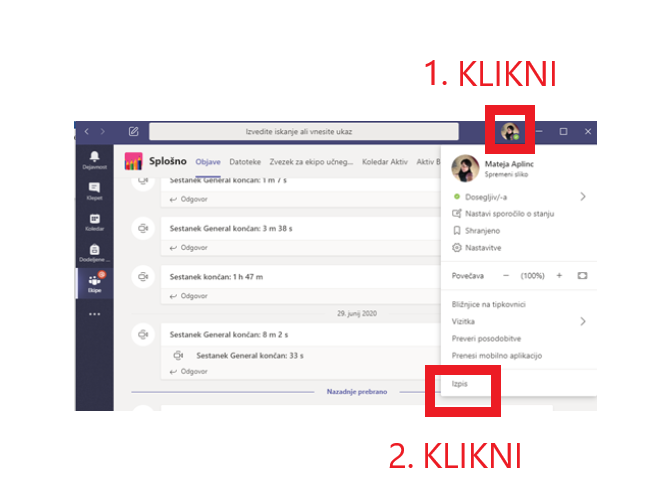 1. KLIKNI
Izvedite iskanje ali vnesite ukaz
Dejavnost
Klepet
Koledar
Dodeljene ...
Ekipe
Splošno Objave Datoteke Zvezek za ekipo učneg... Koledar Aktiv Aktiv B
Sestanek General končan: 1 m 7 s
Odgovor
Sestanek General končan: 3 m 38 s
Odgovor
Sestanek končan: 1 h 47 m
Odgovor
29. junij 2020
Sestanek General končan: 8 m 2 s
Sestanek General končan: 33 s
Odgovor
Nazadnje prebrano
Mateja Aplinc
Spremeni sliko
Dosegljiv/-a
Nastavi sporočilo o stanju
Shranjeno
Nastavitve
Povečava − (100%) +
Bližnjice na tipkovnici
Vizitka
Preveri posodobitve
Prenesi mobilno aplikacijo
Izpis
2. KLIKNI